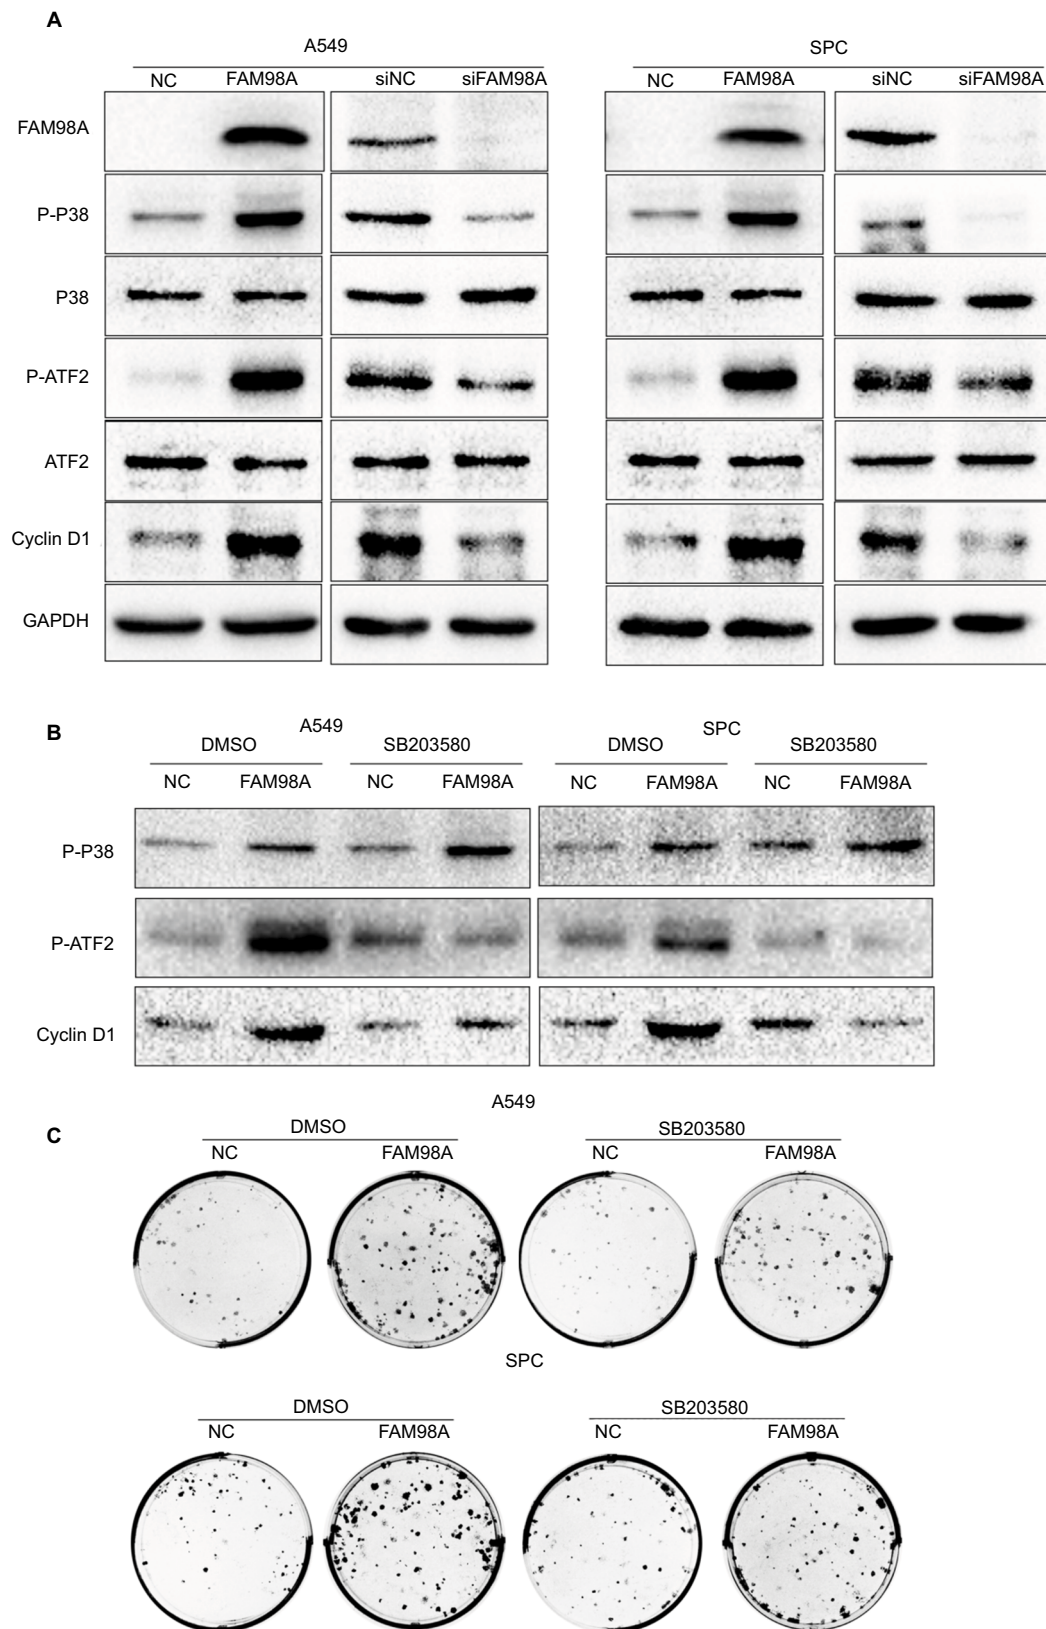 A
A549
SPC
NC FAM98A siNC siFAM98A
NC FAM98A siNC siFAM98A
FAM98A
P-P38
P38
P-ATF2
ATF2
Cyclin D1
GAPDH
B
A549
SPC
DMSO SB203580 DMSO SB203580
NC FAM98A NC FAM98A NC FAM98A NC FAM98A
P-P38
P-ATF2
Cyclin D1
A549
C
DMSO SB203580
NC FAM98A NC FAM98A
SPC
DMSO SB203580
NC FAM98A NC FAM98A